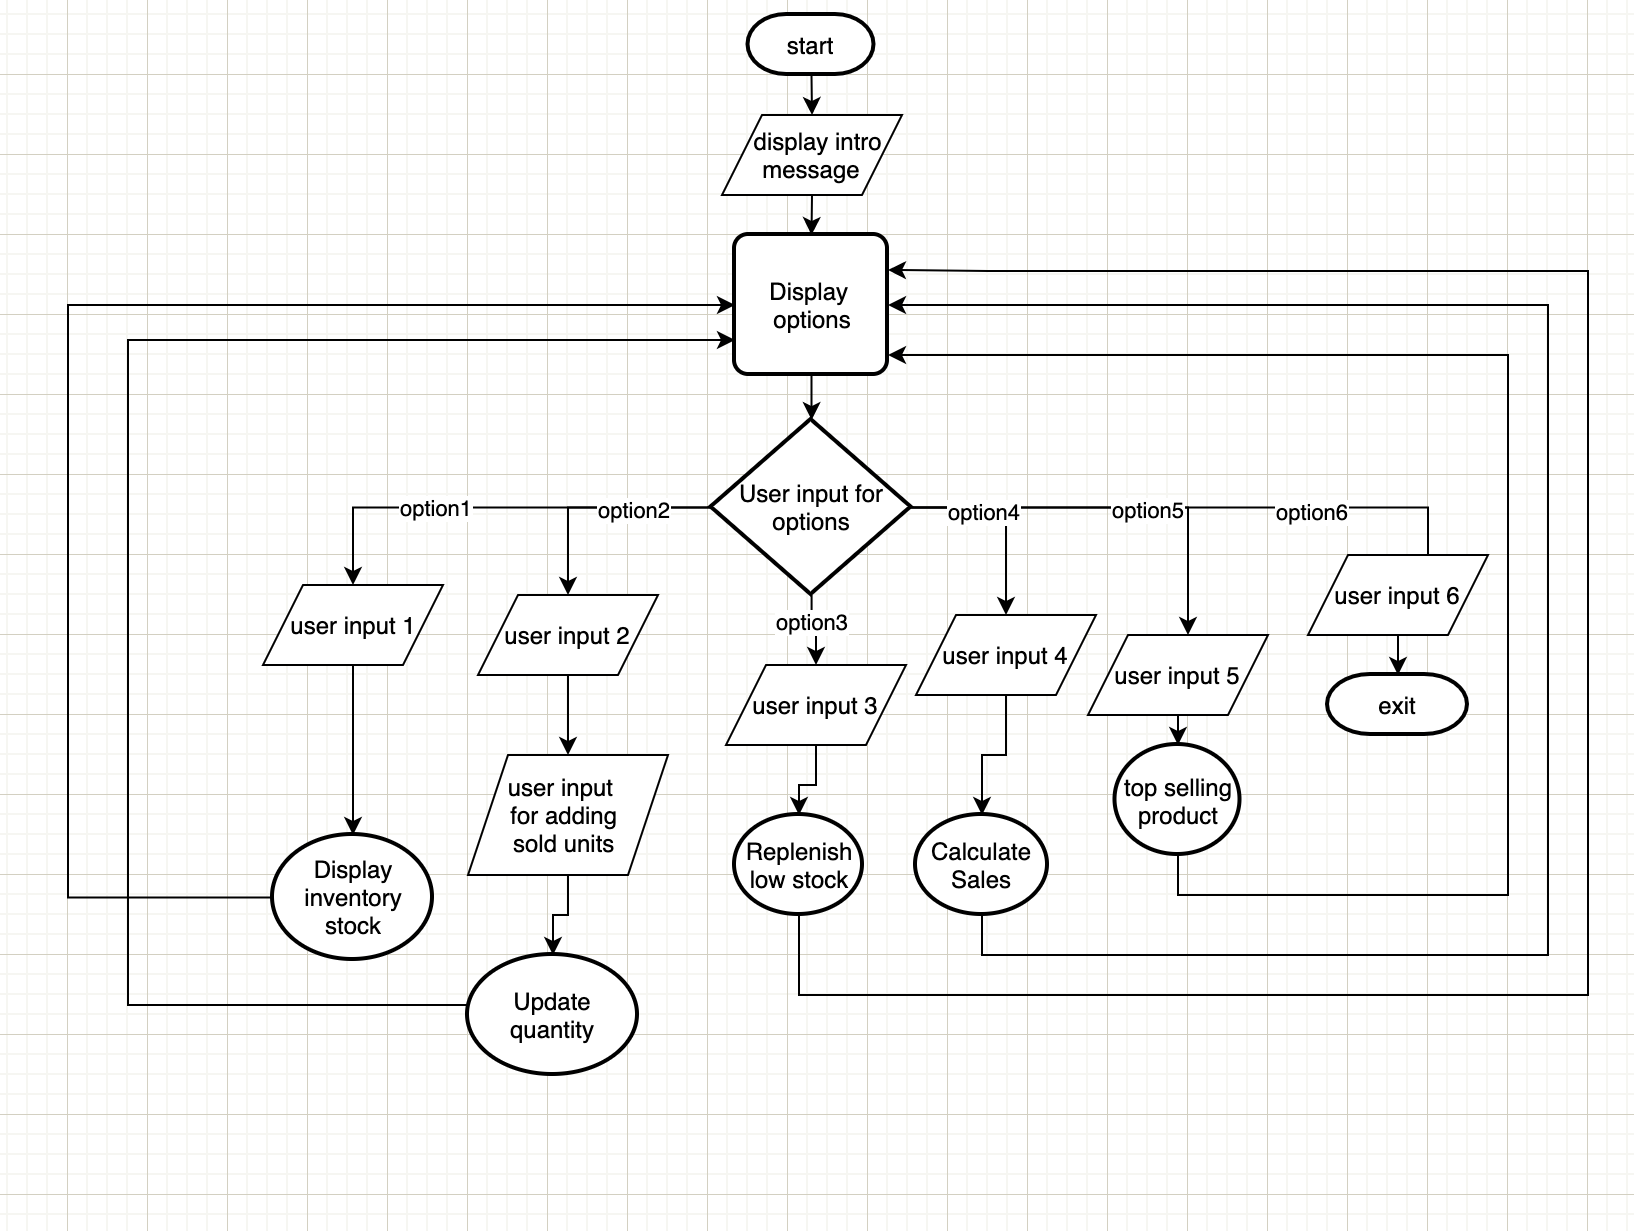 start
display intro
message
Display
options
User input for
options
option1
option2
option3
option4
option5
option6
user input 1
user input 2
user input 3
user input 4
user input 5
user input 6
exit
user input
for adding
sold units
top selling
product
Replenish
low stock
Calculate
Sales
Display
inventory
stock
Update
quantity